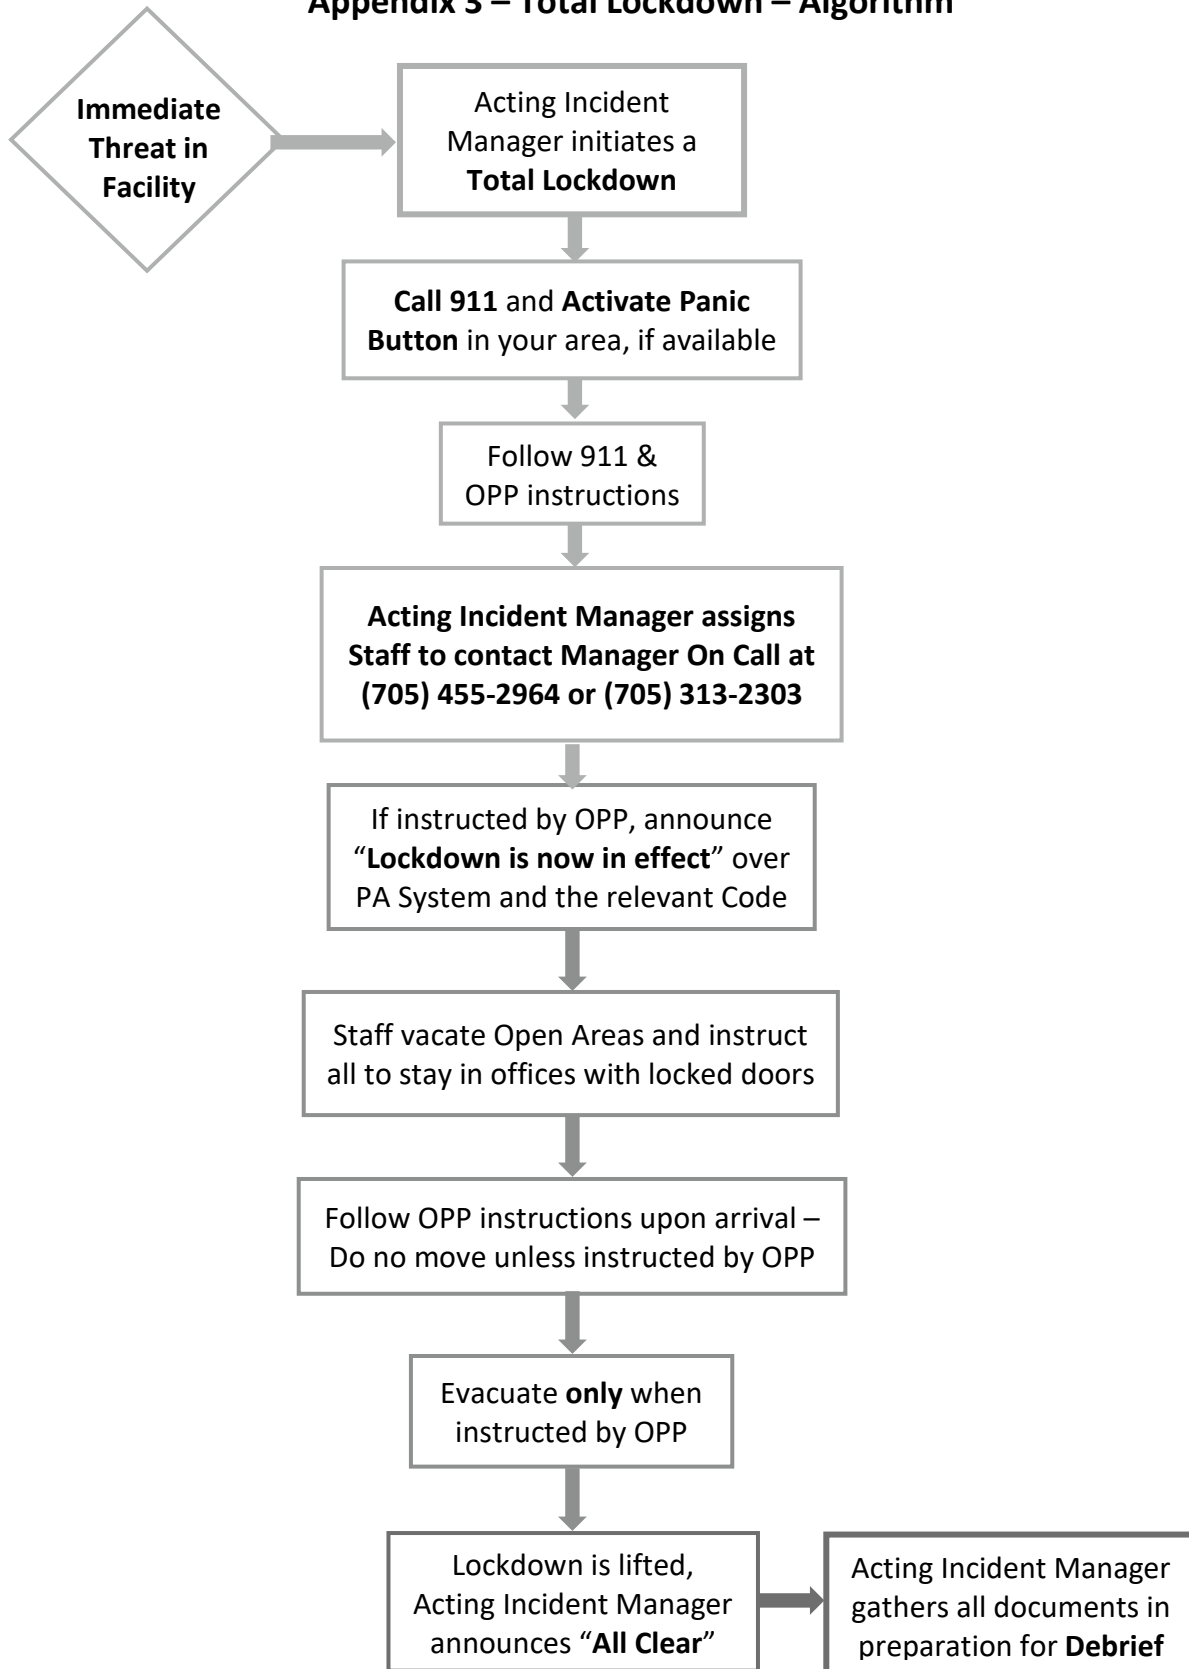 Appendix 3 – Total Lockdown – Algorithm
Immediate
Threat in
Facility
Acting Incident
Manager initiates a
Total Lockdown
Call 911 and Activate Panic
Button in your area, if available
Follow 911 &
OPP instructions
Acting Incident Manager assigns
Staff to contact Manager On Call at
(705) 455-2964 or (705) 313-2303
If instructed by OPP, announce
“Lockdown is now in effect” over
PA System and the relevant Code
Staff vacate Open Areas and instruct
all to stay in offices with locked doors
Follow OPP instructions upon arrival –
Do no move unless instructed by OPP
Evacuate only when
instructed by OPP
Lockdown is lifted,
Acting Incident Manager
announces “All Clear”
Acting Incident Manager
gathers all documents in
preparation for Debrief